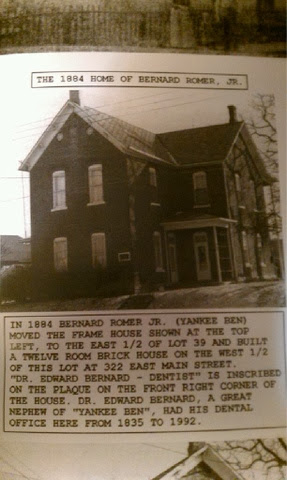 THE 1884 HOME OF BERNARD ROMER, JR.
IN 1884 BERNARD ROMER JR. (YANKEE BEN)
MOVED THE FRAME HOUSE SHOWN AT THE TOP
LEFT, TO THE EAST 1/2 OF LOT 39 AND BUILT
A TWELVE ROOM BRICK HOUSE ON THE WEST 1/2
OF THIS LOT AT 322 EAST MAIN STREET.
"DR. EDWARD BERNARD - DENTIST" IS INSCRIBED
ON THE PLAQUE ON THE FRONT RIGHT CORNER OF
THE HOUSE. DR. EDWARD BERNARD, A GREAT
NEPHEW OF "YANKEE BEN", HAD HIS DENTAL
OFFICE HERE FROM 1835 TO 1992.